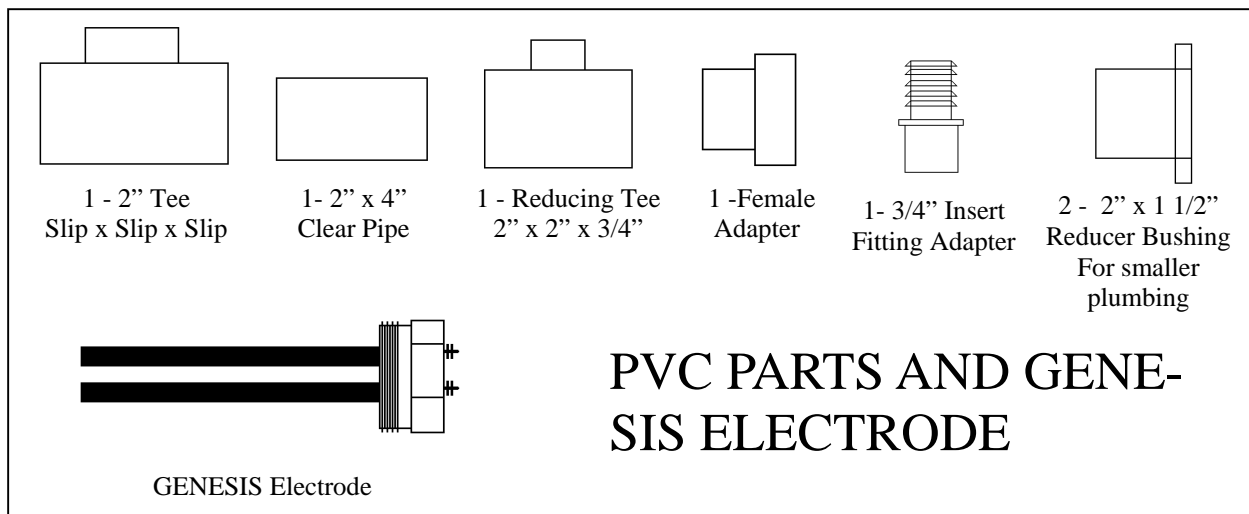 1 - 2” Tee
Slip x Slip x Slip
1- 2” x 4”
Clear Pipe
1 - Reducing Tee
2” x 2” x 3/4”
1 -Female
Adapter
1- 3/4” Insert
Fitting Adapter
2 -  2” x 1 1/2”
Reducer Bushing
For smaller
plumbing
GENESIS Electrode
PVC PARTS AND GENE-
SIS ELECTRODE